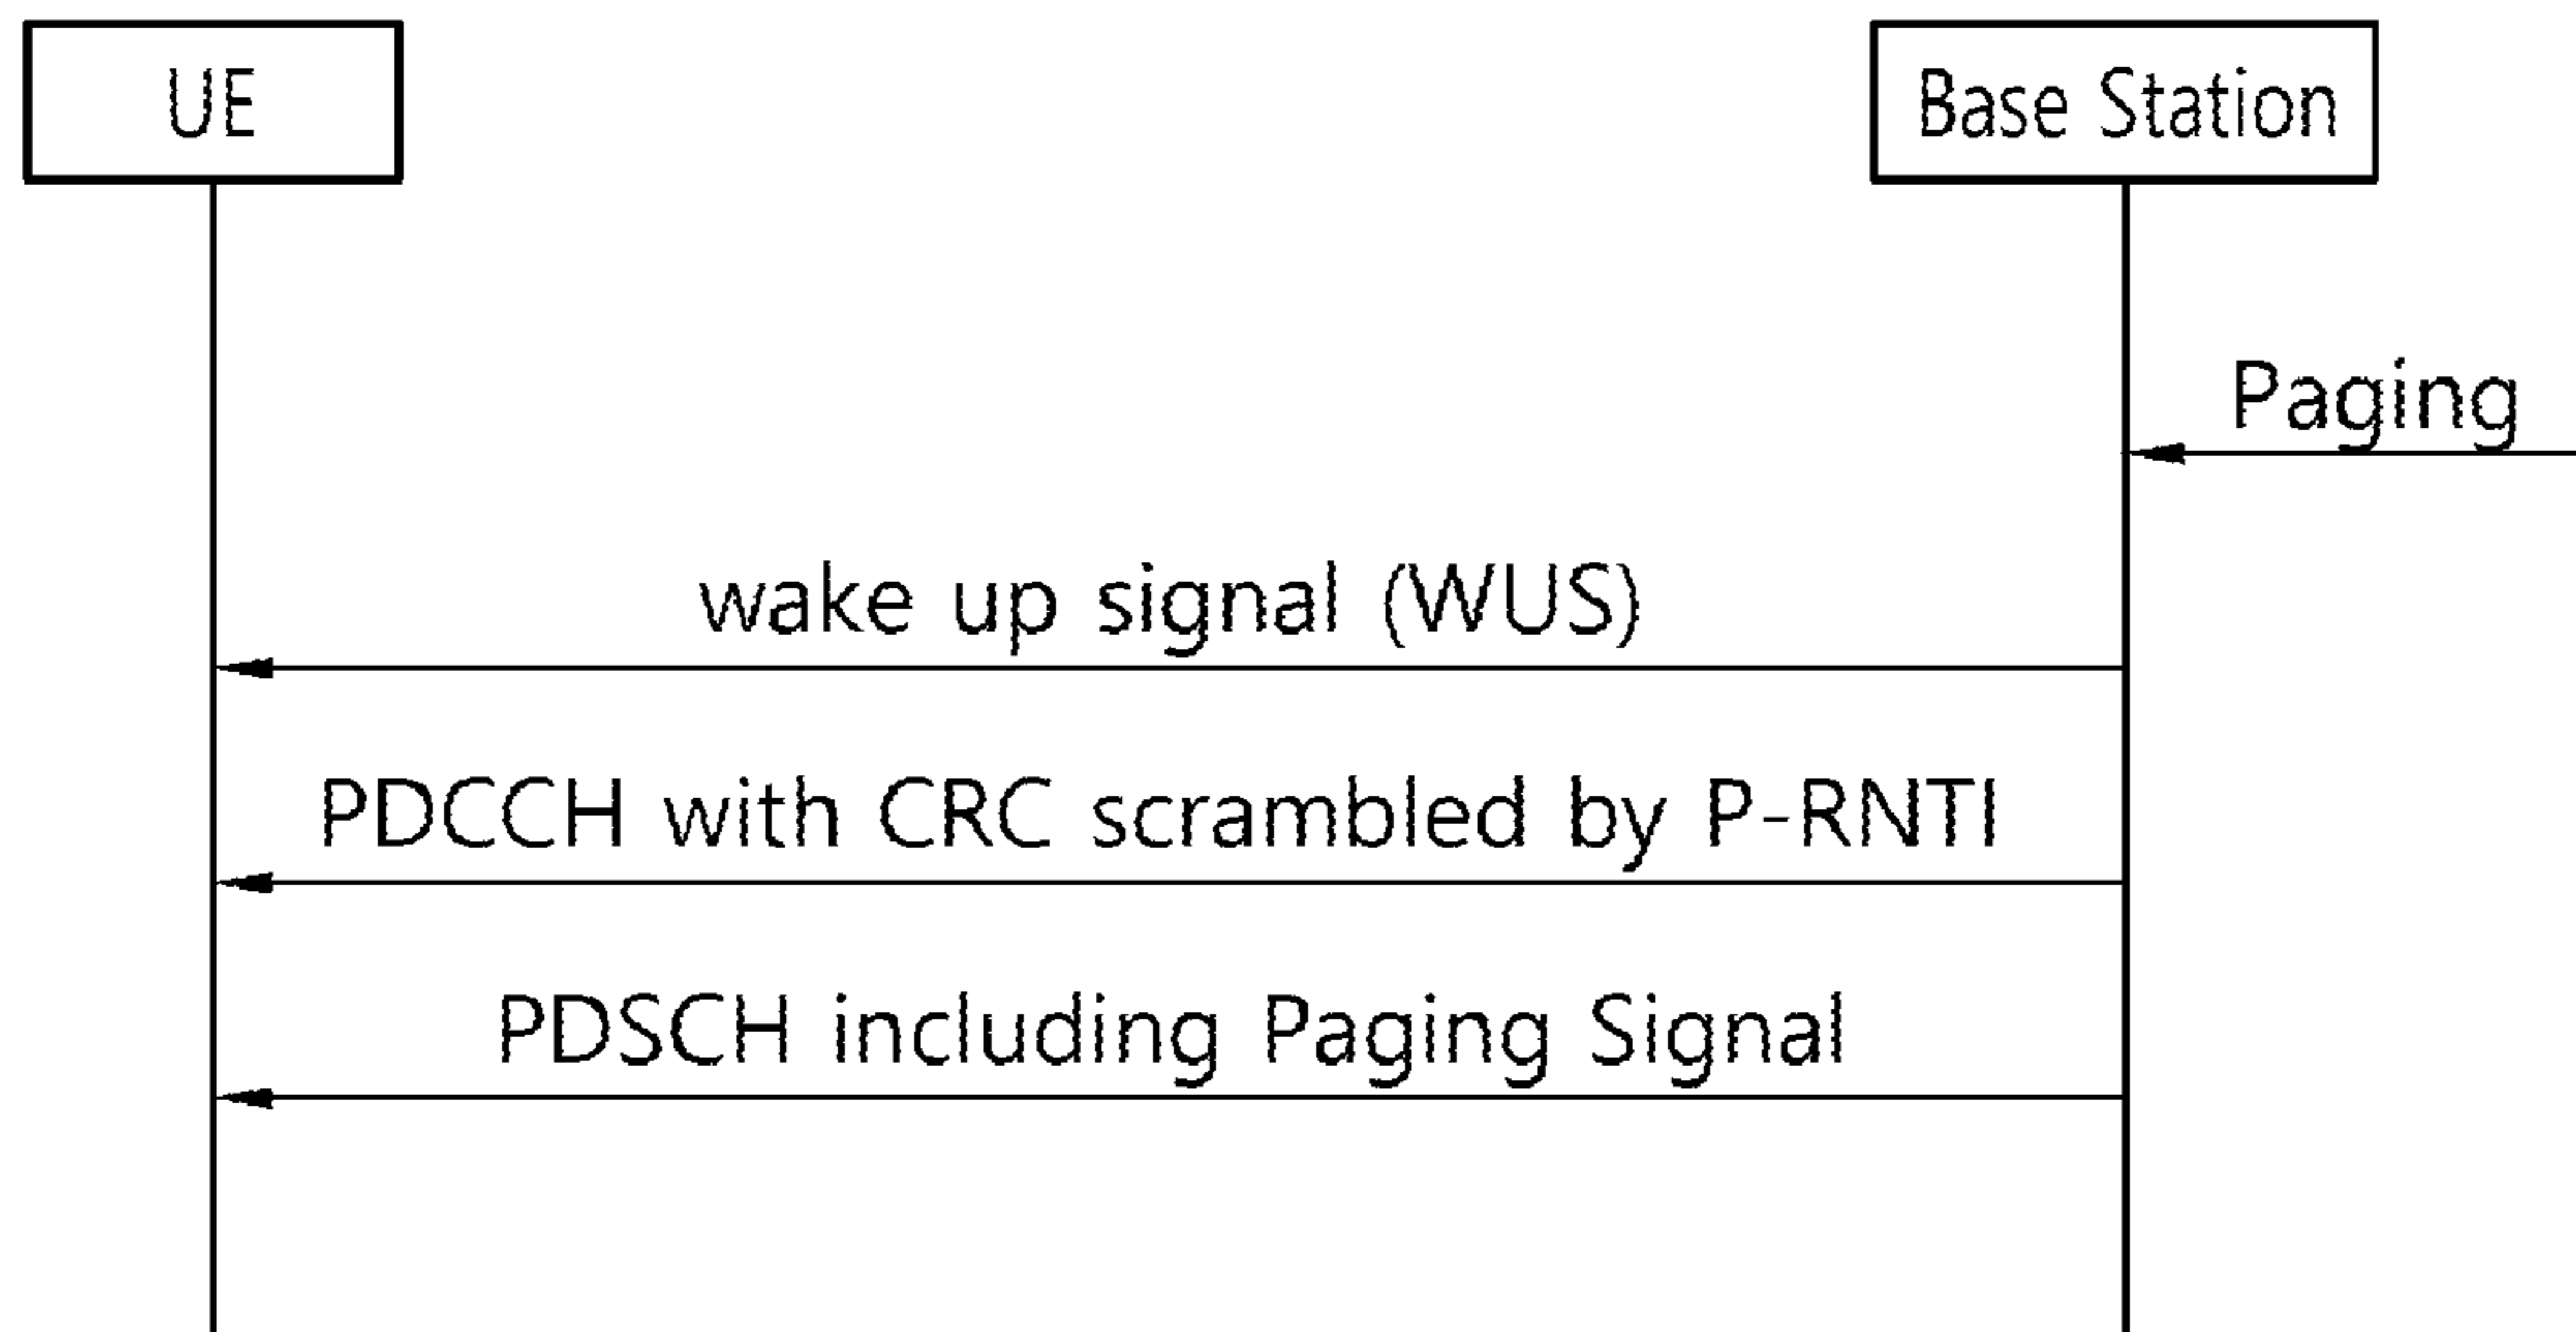 UE
Base Station
Paging
wake up signal (WUS)
PDCCH with CRC scrambled by P-RNTI
PDSCH including Paging Signal